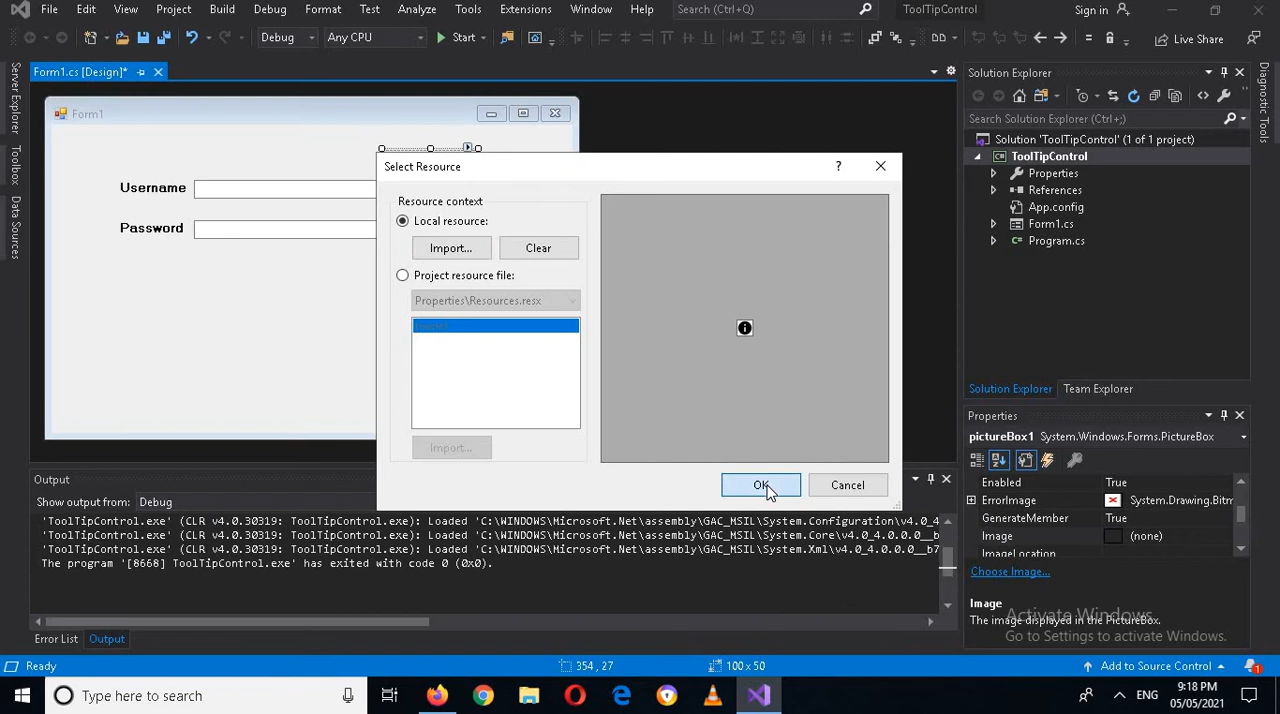 File Edit View Project Build Debug Format Test Analyze Tools Extensions Window Help Search (Ctrl+Q) ToolTipControl Sign in
Debug Any CPU Start Live Share
Form1.cs [Design]*
Server Explorer
Toolbox
Data Sources
Form1
Username
Password
Select Resource
?
Resource context
Local resource:
Import... Clear
Project resource file:
Properties\Resources.resx
Import...
OK Cancel
Solution Explorer
Search Solution Explorer (Ctrl+;)
Solution 'ToolTipControl' (1 of 1 project)
ToolTipControl
Properties
References
App.config
Form1.cs
Program.cs
Solution Explorer Team Explorer
Diagnostic Tools
Properties
pictureBox1 System.Windows.Forms.PictureBox
Enabled True
ErrorImage System.Drawing.Bitm
GenerateMember True
Image (none)
ImageLocation
Choose Image...
Image
The image displayed in the PictureBox.
Activate Windows
Go to Settings to activate Windows.
Output
Show output from: Debug
'ToolTipControl.exe' (CLR v4.0.30319: ToolTipControl.exe): Loaded 'C:\WINDOWS\Microsoft.Net\assembly\GAC_MSIL\System.Configuration\v4.0_4
'ToolTipControl.exe' (CLR v4.0.30319: ToolTipControl.exe): Loaded 'C:\WINDOWS\Microsoft.Net\assembly\GAC_MSIL\System.Core\v4.0_4.0.0.0__b
'ToolTipControl.exe' (CLR v4.0.30319: ToolTipControl.exe): Loaded 'C:\WINDOWS\Microsoft.Net\assembly\GAC_MSIL\System.Xml\v4.0_4.0.0.0__b7
The program '[8668] ToolTipControl.exe' has exited with code 0 (0x0).
Error List Output
Ready 354 , 27 100 x 50 Add to Source Control 1
Type here to search ENG 9:18 PM
05/05/2021